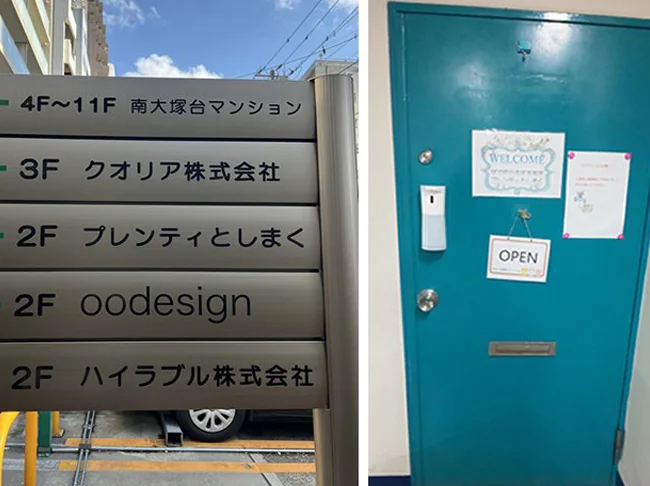 4F〜11F 南大塚台マンション
3F クオリア株式会社
2F プレンティとしまく
2F oodesign
2F ハイラブル株式会社
WELCOME
OPEN